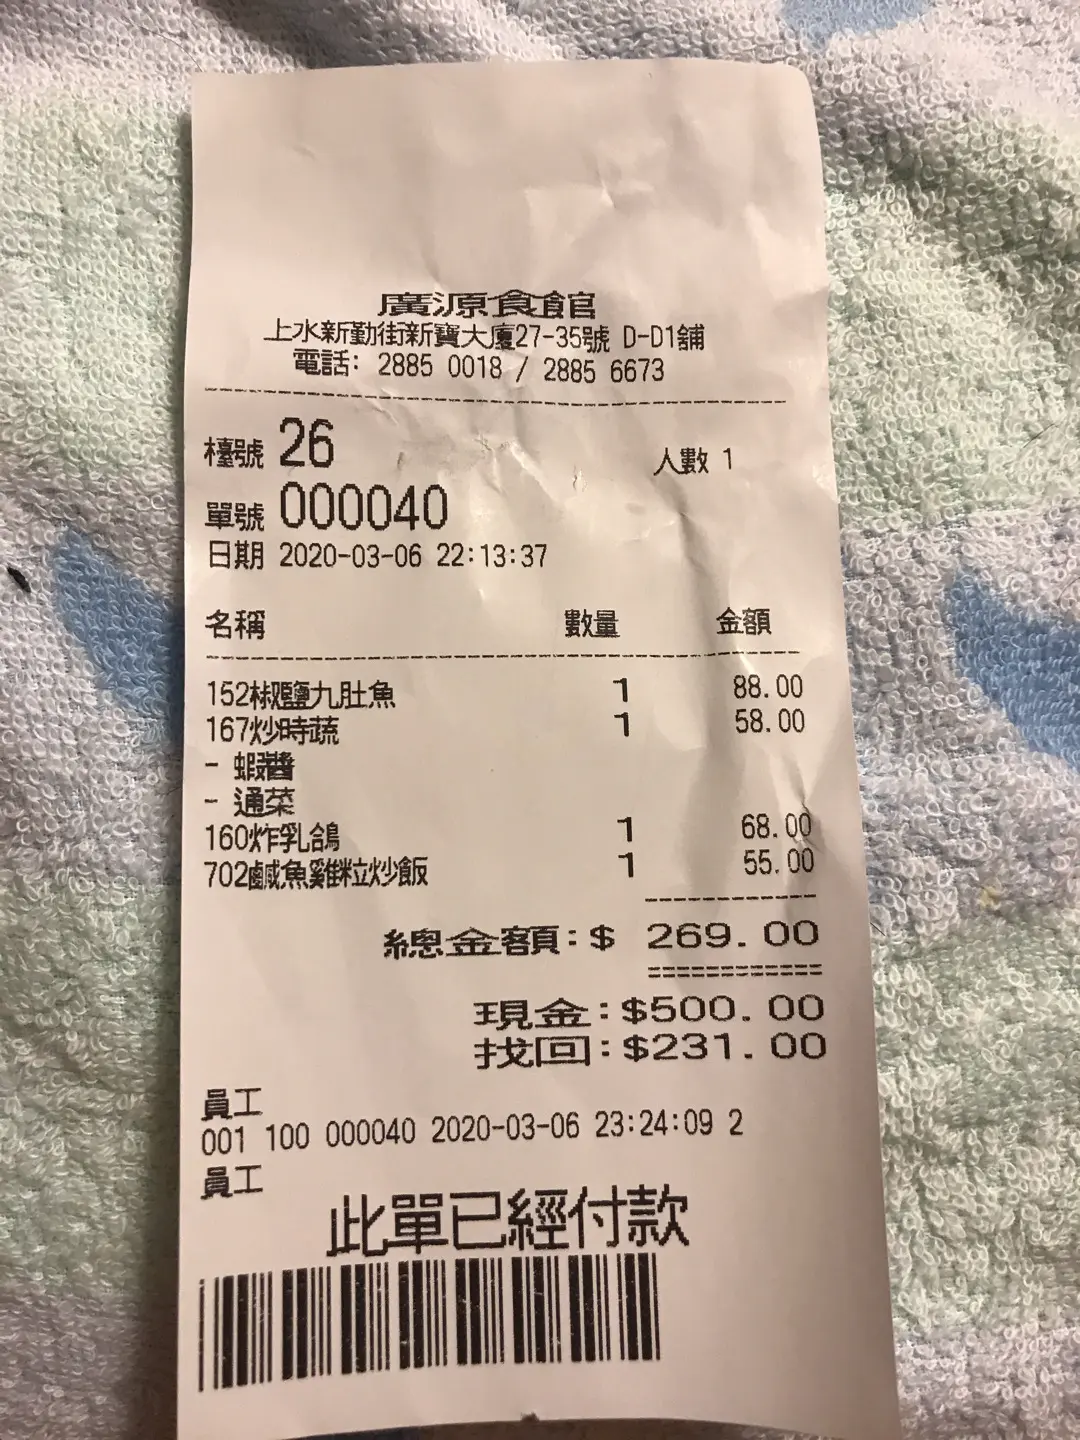 廣源食館
上水新勤街新寶大廈27-35號 D-D1舖
電話: 2885 0018 / 2885 6673
檯號 26 人數 1
單號 000040
日期 2020-03-06 22:13:37
名稱 數量 金額
152椒鹽九肚魚 1 88.00
167炒時蔬 1 58.00
- 蝦醬
- 通菜
160炸乳鴿 1 68.00
702鹹魚雞粒炒飯 1 55.00
總金額:$ 269.00
現金:$500.00
找回:$231.00
員工
001 100 000040 2020-03-06 23:24:09 2
員工
此單已經付款